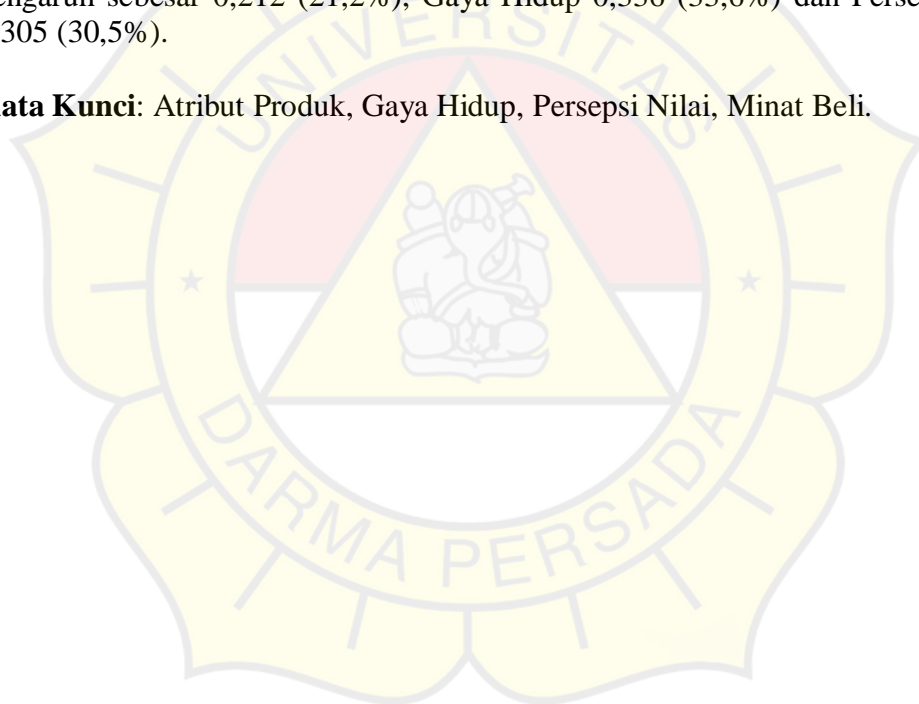 engaruh sebesar 0,212 (21,2%), Gaya Hidup 0,336 (33,6%) dan Perse
305 (30,5%).
ata Kunci: Atribut Produk, Gaya Hidup, Persepsi Nilai, Minat Beli.
UNIVERSITAS
DARMA PERSADA